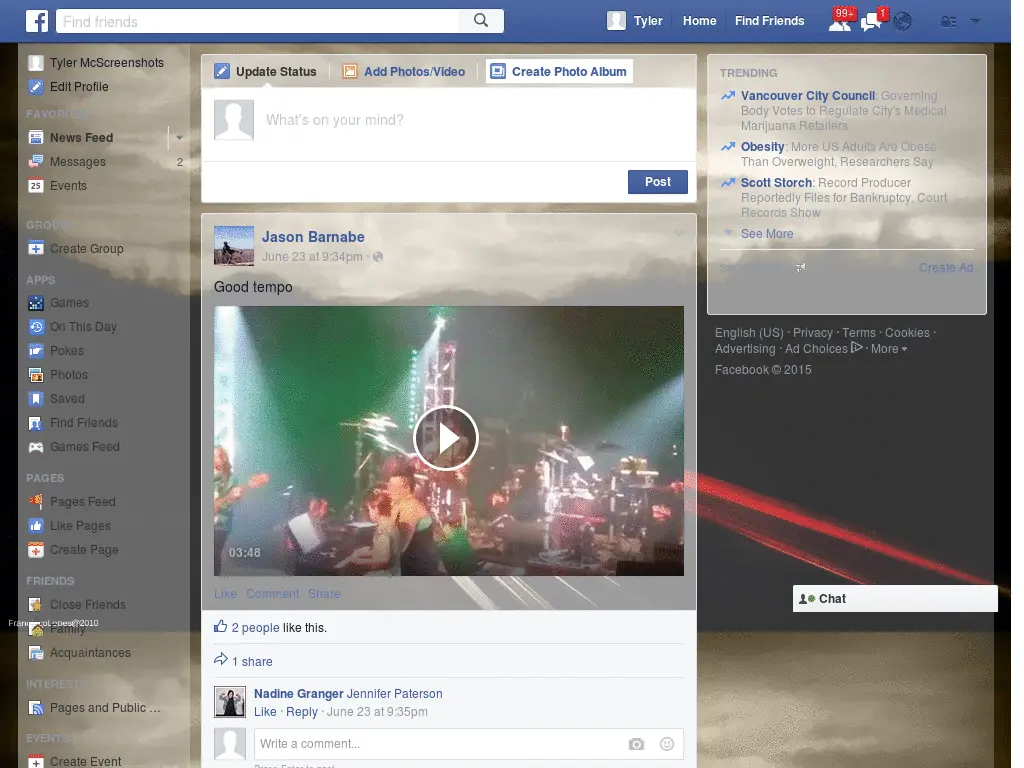 Find friends
Tyler
Home
Find Friends
99+
1
Tyler McScreenshots
Edit Profile
FAVORITES
News Feed
Messages
2
25
Events
GROUPS
Create Group
APPS
Games
On This Day
Pokes
Photos
Saved
Find Friends
Games Feed
PAGES
Pages Feed
Like Pages
Create Page
FRIENDS
Close Friends
Family
Acquaintances
INTERESTS
Pages and Public ...
EVENTS
Create Event
Update Status
Add Photos/Video
Create Photo Album
What's on your mind?
Post
Jason Barnabe
June 23 at 9:34pm ·
Good tempo
03:48
Like Comment Share
2 people like this.
1 share
Nadine Granger Jennifer Paterson
Like · Reply · June 23 at 9:35pm
Write a comment...
Press Enter to post.
TRENDING
Vancouver City Council: Governing
Body Votes to Regulate City's Medical
Marijuana Retailers
Obesity: More US Adults Are Obese
Than Overweight, Researchers Say
Scott Storch: Record Producer
Reportedly Files for Bankruptcy, Court
Records Show
See More
Create Ad
English (US) · Privacy · Terms · Cookies ·
Advertising · Ad Choices · More
Facebook © 2015
Chat